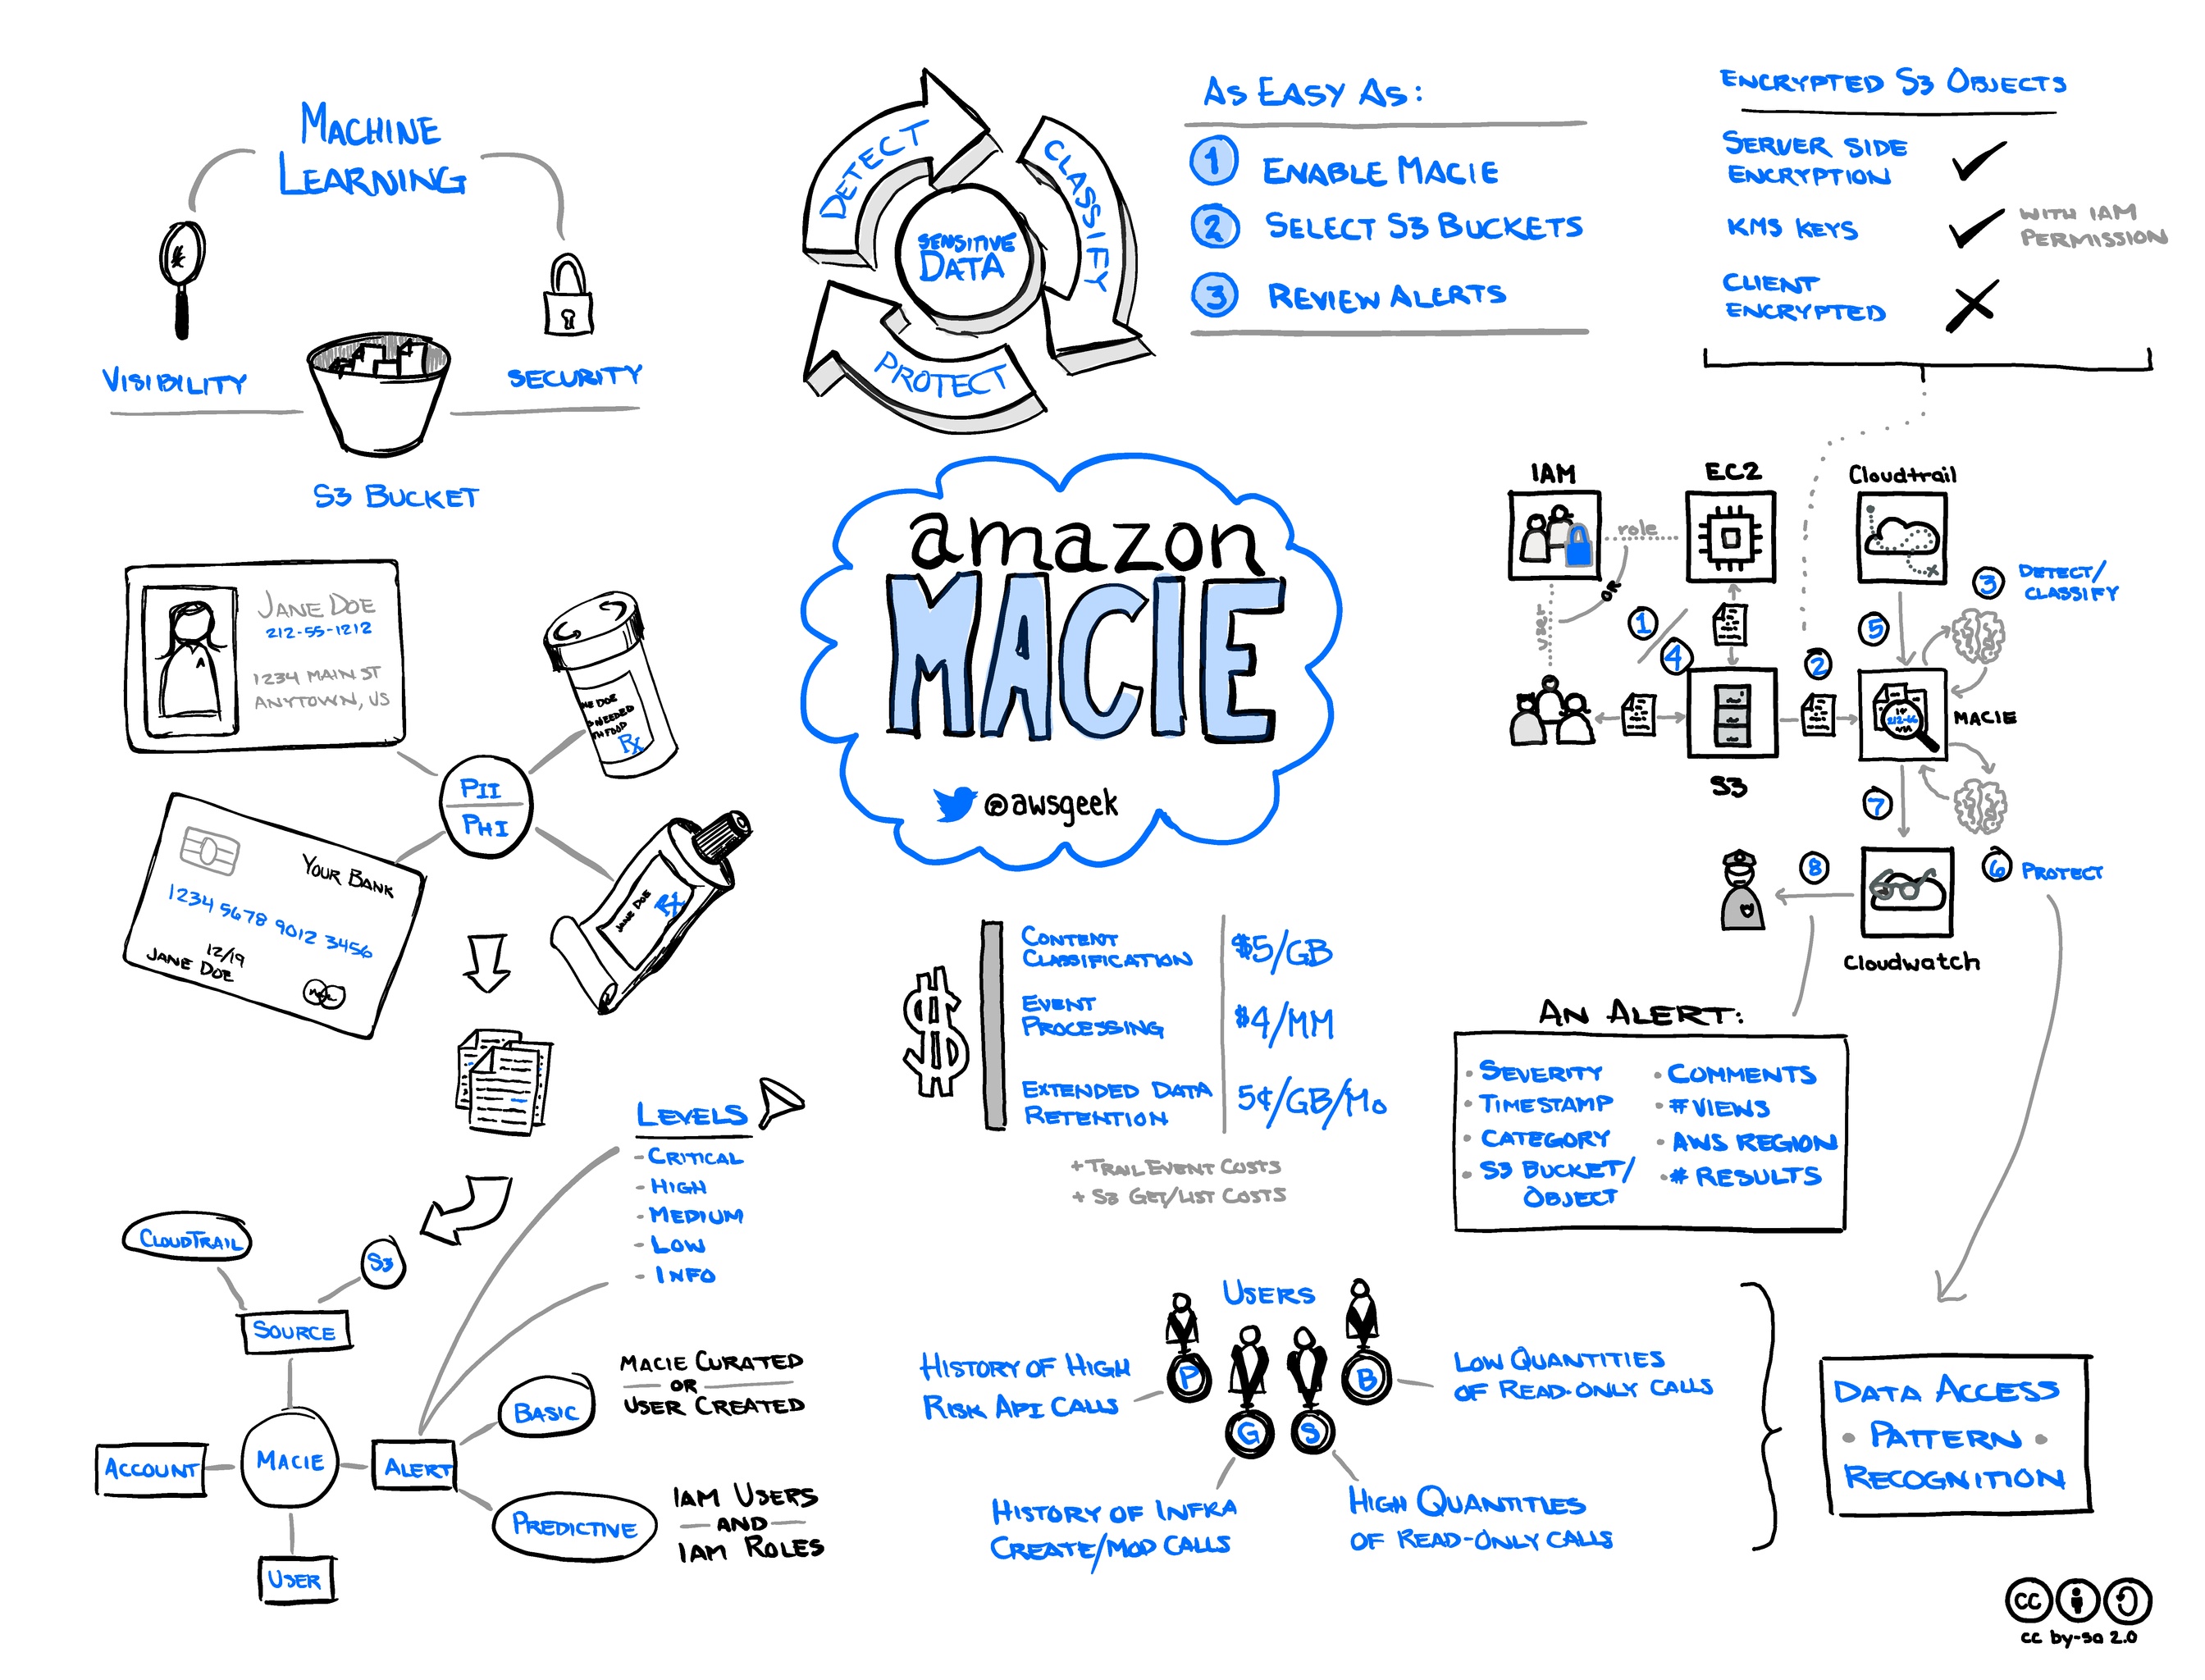 MACHINE
LEARNING
VISIBILITY
SECURITY
S3 BUCKET
DETECT
CLASSIFY
PROTECT
SENSITIVE
DATA
AS EASY AS:
1 ENABLE MACIE
2 SELECT S3 BUCKETS
3 REVIEW ALERTS
ENCRYPTED S3 OBJECTS
SERVER SIDE
ENCRYPTION
KMS KEYS
WITH IAM
PERMISSION
CLIENT
ENCRYPTED
amazon
MACIE
@awsgeek
JANE DOE
212-55-1212
1234 MAIN ST
ANYTOWN, US
NE DOE
NEEDED
TH FOOD
Rx
PII
PHI
YOUR BANK
1234 5678 9012 3456
12/19
JANE DOE
JANE DOE
Rx
IAM
EC2
Cloudtrail
role
OR
user
1
4
2
3 DETECT/
CLASSIFY
5
MACIE
S3
7
6 PROTECT
8
Cloudwatch
$
CONTENT
CLASSIFICATION
$5/GB
EVENT
PROCESSING
$4/MM
EXTENDED DATA
RETENTION
5¢/GB/MO
+ TRAIL EVENT COSTS
+ S3 GET/LIST COSTS
AN ALERT:
• SEVERITY
• TIMESTAMP
• CATEGORY
• S3 BUCKET/
OBJECT
• COMMENTS
• # VIEWS
• AWS REGION
• # RESULTS
LEVELS
- CRITICAL
- HIGH
- MEDIUM
- LOW
- INFO
CLOUDTRAIL
S3
SOURCE
ACCOUNT
MACIE
ALERT
USER
BASIC
MACIE CURATED
OR
USER CREATED
PREDICTIVE
IAM USERS
AND
IAM ROLES
USERS
P
G
S
B
HISTORY OF HIGH
RISK API CALLS
HISTORY OF INFRA
CREATE/MOD CALLS
LOW QUANTITIES
OF READ-ONLY CALLS
HIGH QUANTITIES
OF READ-ONLY CALLS
DATA ACCESS
• PATTERN •
RECOGNITION
cc
cc by-sa 2.0